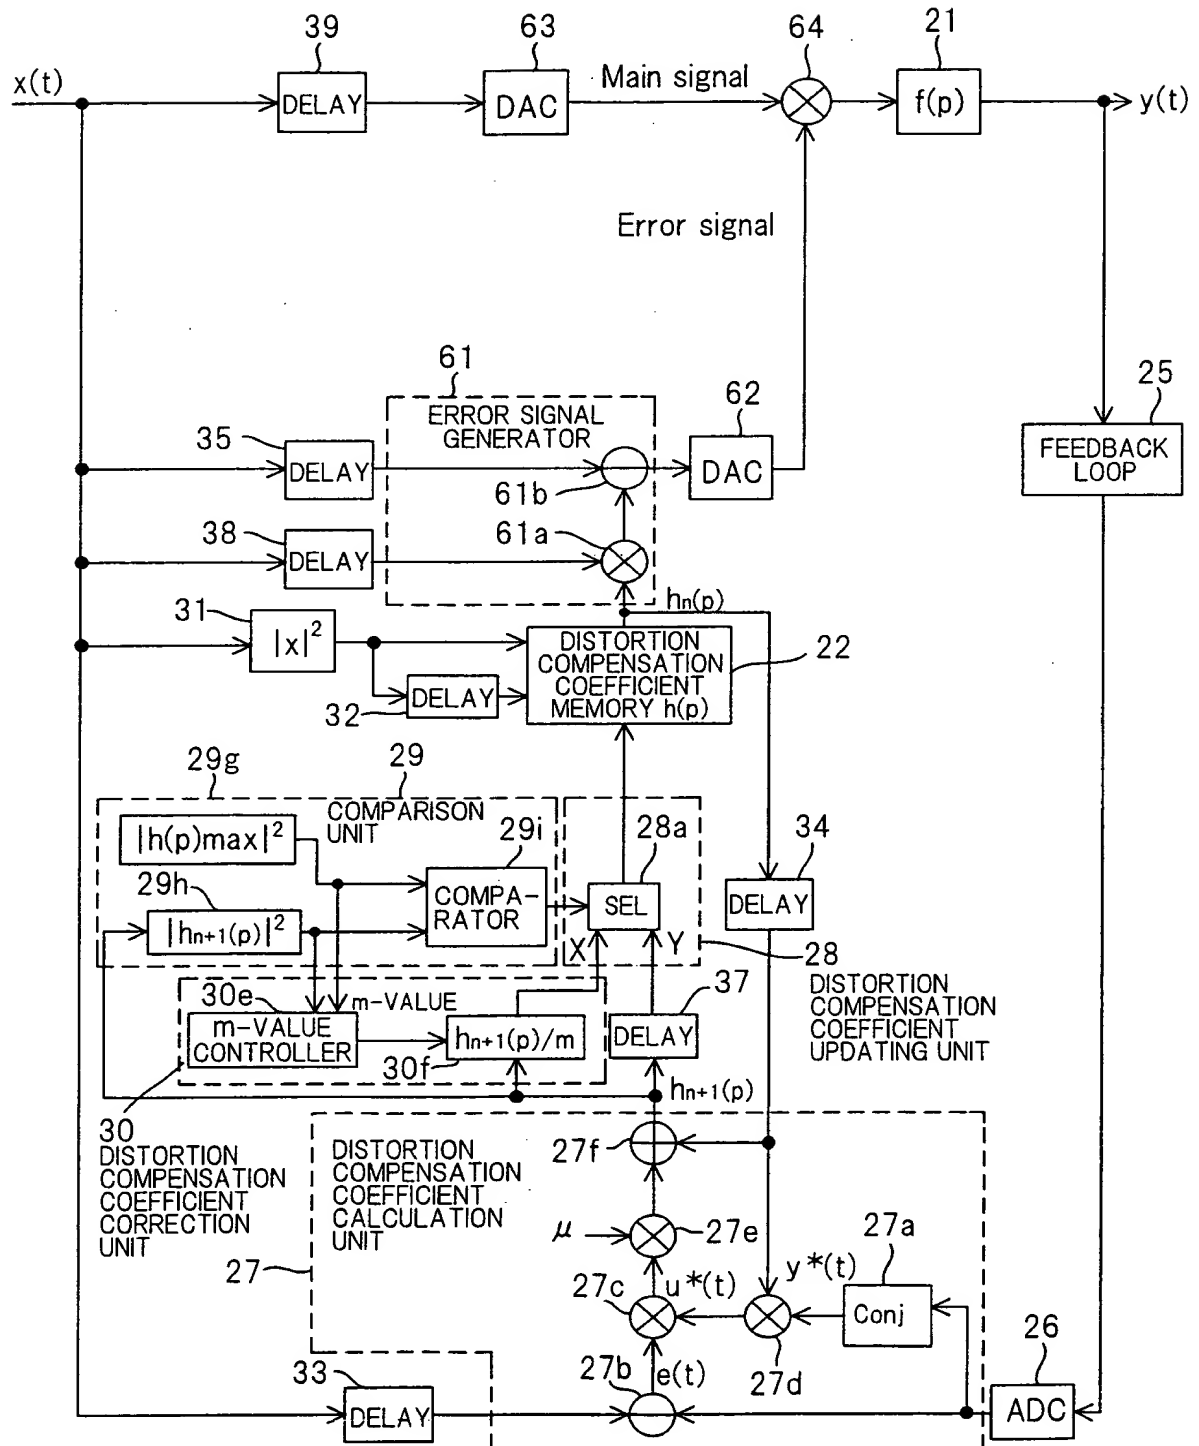 39
63
64
21
x(t)
DELAY
DAC
Main signal
f(p)
y(t)
Error signal
61
25
ERROR SIGNAL
GENERATOR
62
35
DELAY
61b
DAC
FEEDBACK
LOOP
38
DELAY
61a
hn(p)
31
|x|²
DISTORTION
COMPENSATION
COEFFICIENT
MEMORY h(p)
22
DELAY
32
29g
29
COMPARISON
UNIT
|h(p)max|²
29i
28a
34
29h
COMPA-
RATOR
SEL
DELAY
|hn+1(p)|²
X
Y
28
30e
m-VALUE
37
DISTORTION
COMPENSATION
COEFFICIENT
UPDATING UNIT
m-VALUE
CONTROLLER
hn+1(p)/m
DELAY
30f
hn+1(p)
30
DISTORTION
COMPENSATION
COEFFICIENT
CORRECTION
UNIT
DISTORTION
COMPENSATION
COEFFICIENT
CALCULATION
UNIT
27f
μ
27e
27a
27
27c
u*(t)
y*(t)
Conj
27d
26
33
27b
e(t)
DELAY
ADC